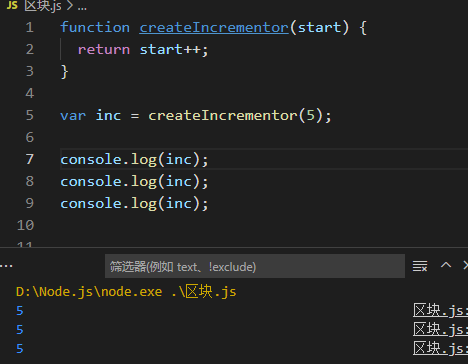 JS 区块.js > ...
1 function createIncrementor(start) {
2 return start++;
3 }
4
5 var inc = createIncrementor(5);
6
7 console.log(inc);
8 console.log(inc);
9 console.log(inc);
10
11
... 筛选器(例如 text、!exclude)
D:\Node.js\node.exe .\区块.js
5 区块.js:
5 区块.js:
5 区块.js: